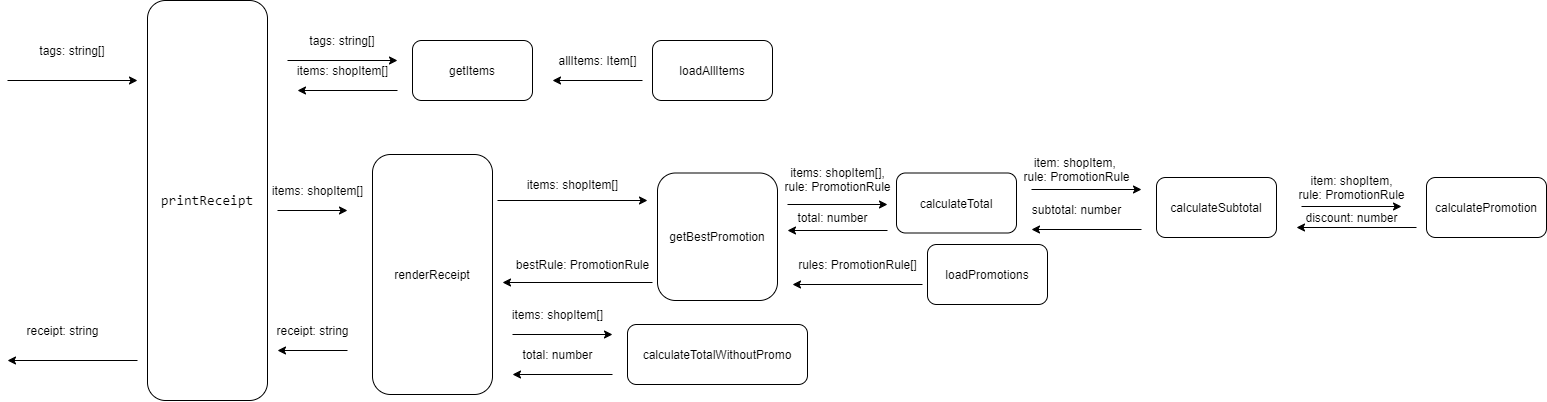 tags: string[]
printReceipt
tags: string[]
items: shopItem[]
getItems
allItems: Item[]
loadAllItems
items: shopItem[]
renderReceipt
items: shopItem[]
getBestPromotion
items: shopItem[],
rule: PromotionRule
total: number
calculateTotal
item: shopItem,
rule: PromotionRule
subtotal: number
calculateSubtotal
item: shopItem,
rule: PromotionRule
discount: number
calculatePromotion
bestRule: PromotionRule
rules: PromotionRule[]
loadPromotions
items: shopItem[]
total: number
calculateTotalWithoutPromo
receipt: string
receipt: string